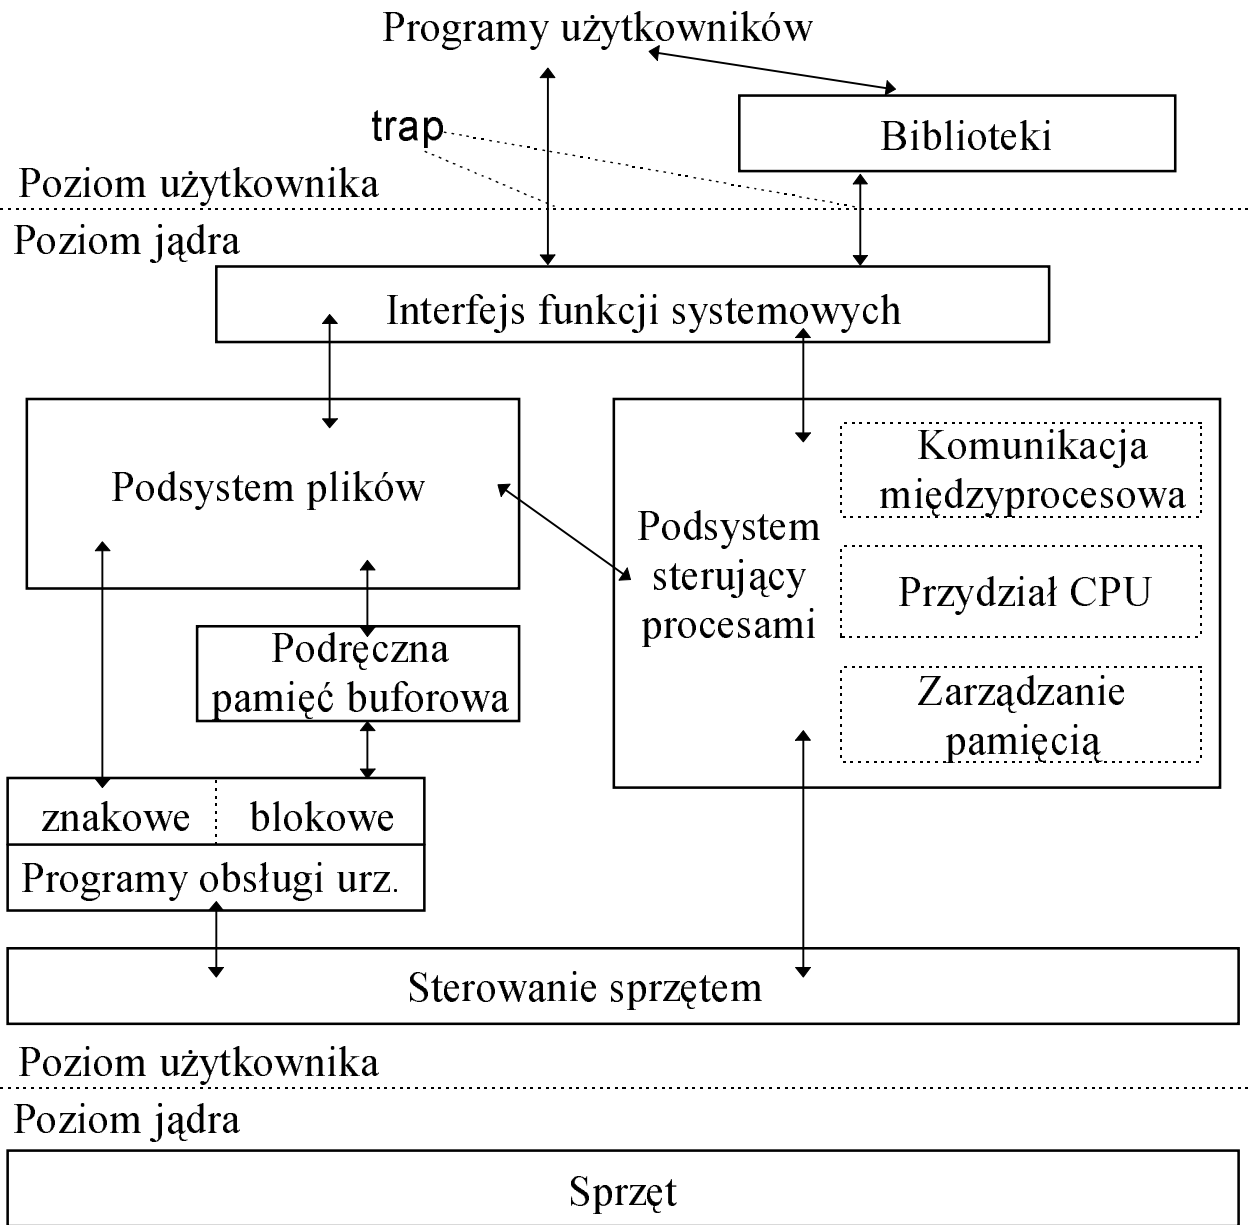 Programy użytkowników
trap
Biblioteki
Poziom użytkownika
Poziom jądra
Interfejs funkcji systemowych
Podsystem plików
Podsystem
sterujący
procesami
Komunikacja
międzyprocesowa
Przydział CPU
Zarządzanie
pamięcią
Podręczna
pamięć buforowa
znakowe
blokowe
Programy obsługi urz.
Sterowanie sprzętem
Poziom użytkownika
Poziom jądra
Sprzęt